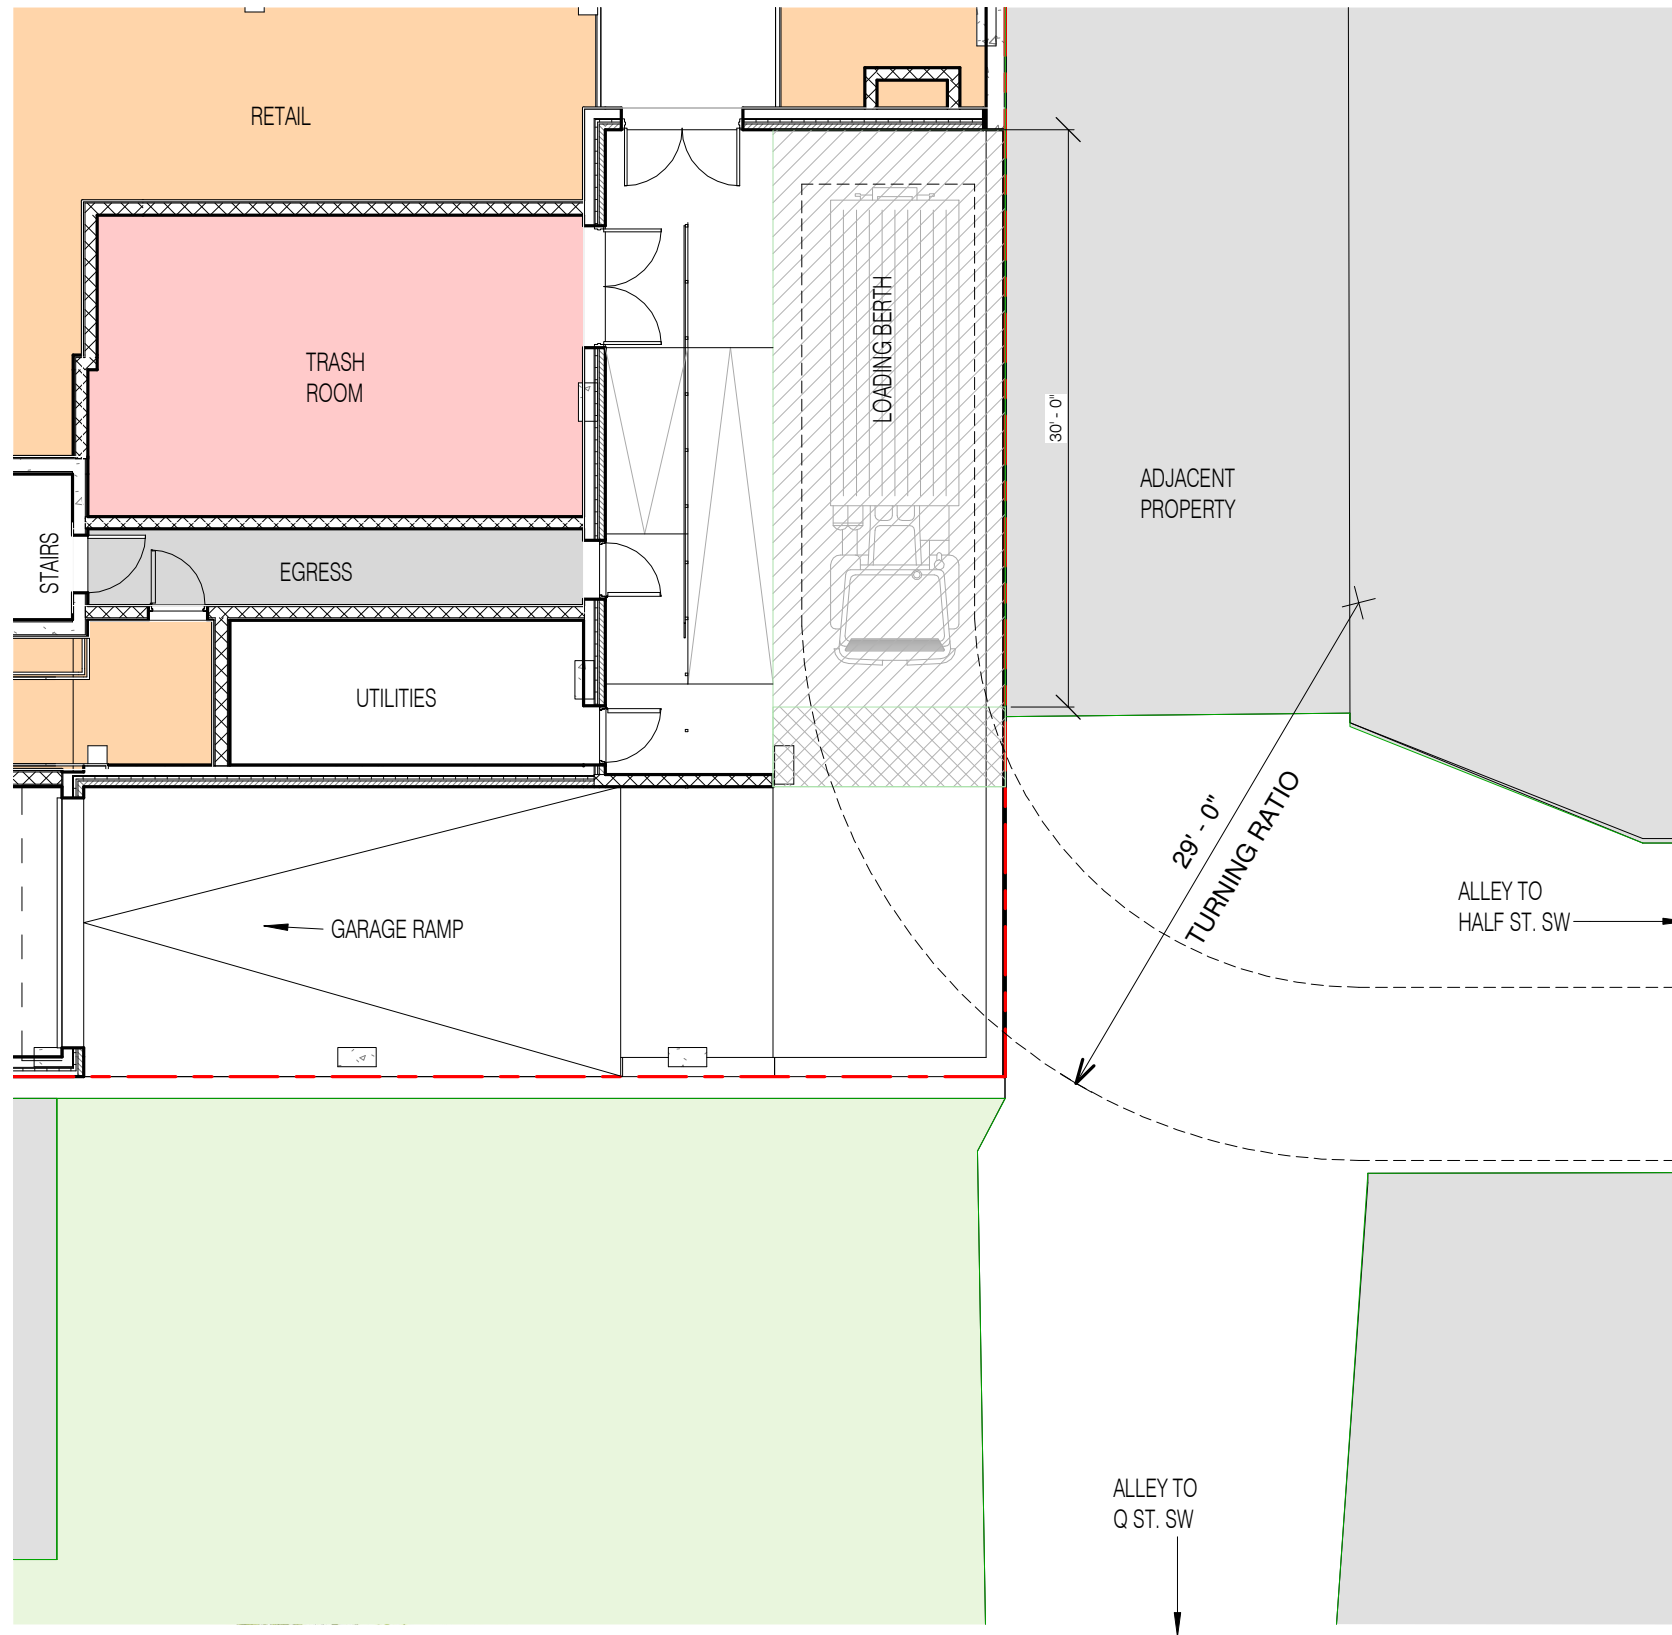 RETAIL
TRASH
ROOM
LOADING BERTH
30' - 0"
ADJACENT
PROPERTY
STAIRS
EGRESS
UTILITIES
29' - 0"
TURNING RATIO
GARAGE RAMP
ALLEY TO
HALF ST. SW
ALLEY TO
Q ST. SW